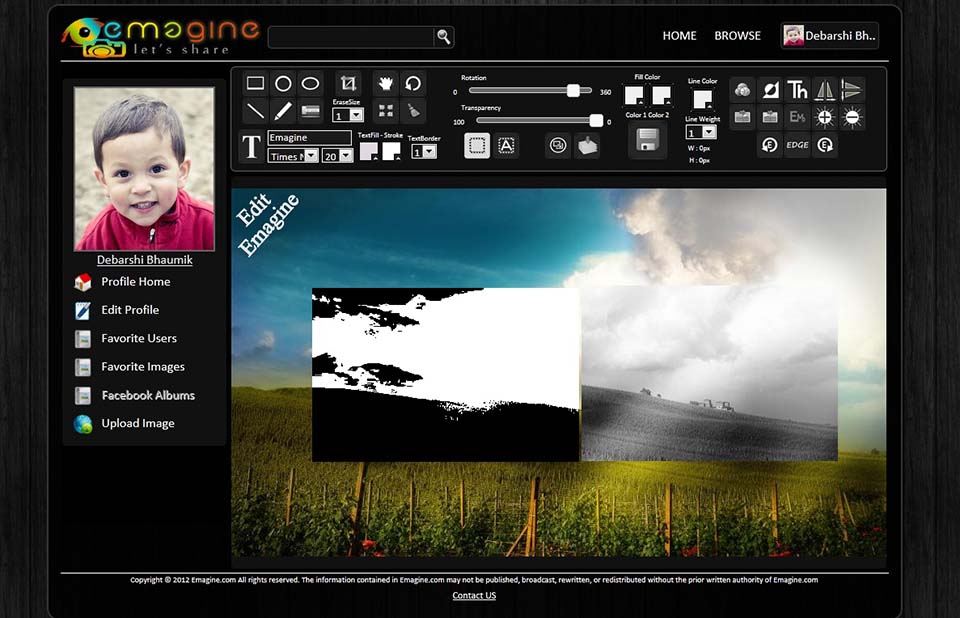 emagine
let's share
HOME
BROWSE
Debarshi Bh..
Debarshi Bhaumik
Profile Home
Edit Profile
Favorite Users
Favorite Images
Facebook Albums
Upload Image
EraseSize
1
T
Emagine
Times
20
TextFill - Stroke
TextBorder
1
Rotation
0
360
Transparency
100
0
A
Fill Color
Color 1 Color 2
Line Color
Line Weight
1
W : 0px
H : 0px
Th
EDGE
Edit
Emagine
Copyright © 2012 Emagine.com All rights reserved. The information contained in Emagine.com may not be published, broadcast, rewritten, or redistributed without the prior written authority of Emagine.com
Contact US